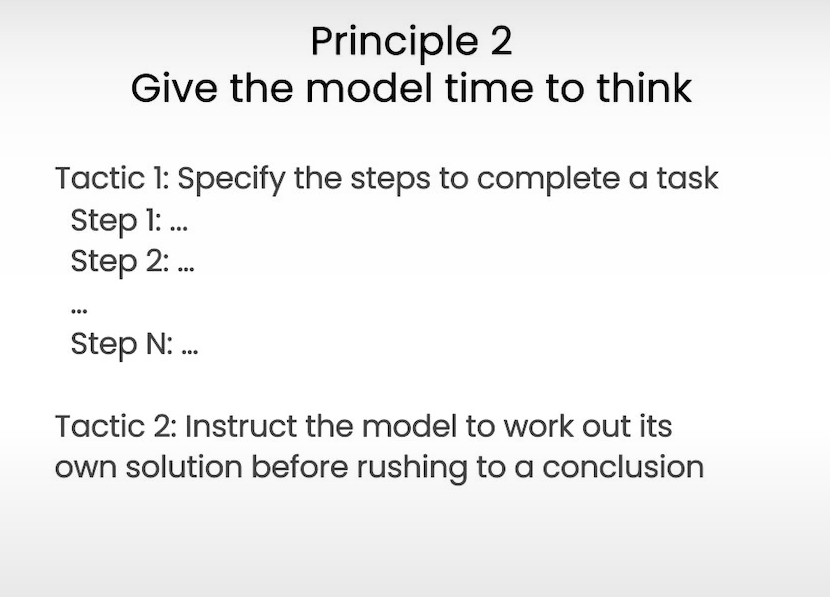 Principle 2
Give the model time to think
Tactic 1: Specify the steps to complete a task
Step 1: ...
Step 2: ...
...
Step N: ...
Tactic 2: Instruct the model to work out its
own solution before rushing to a conclusion